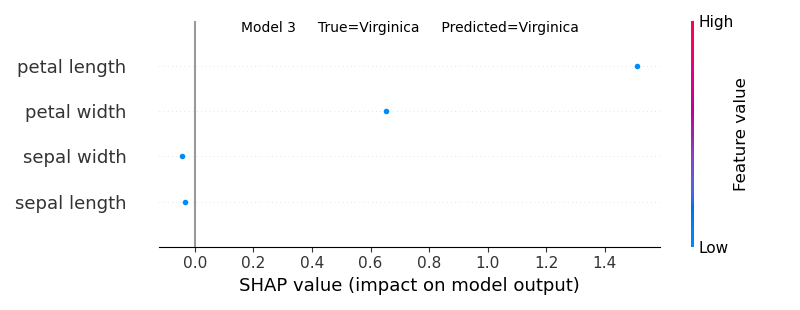 Model 3 True=Virginica Predicted=Virginica
High
petal length
petal width
sepal width
sepal length
Feature value
Low
0.0 0.2 0.4 0.6 0.8 1.0 1.2 1.4
SHAP value (impact on model output)